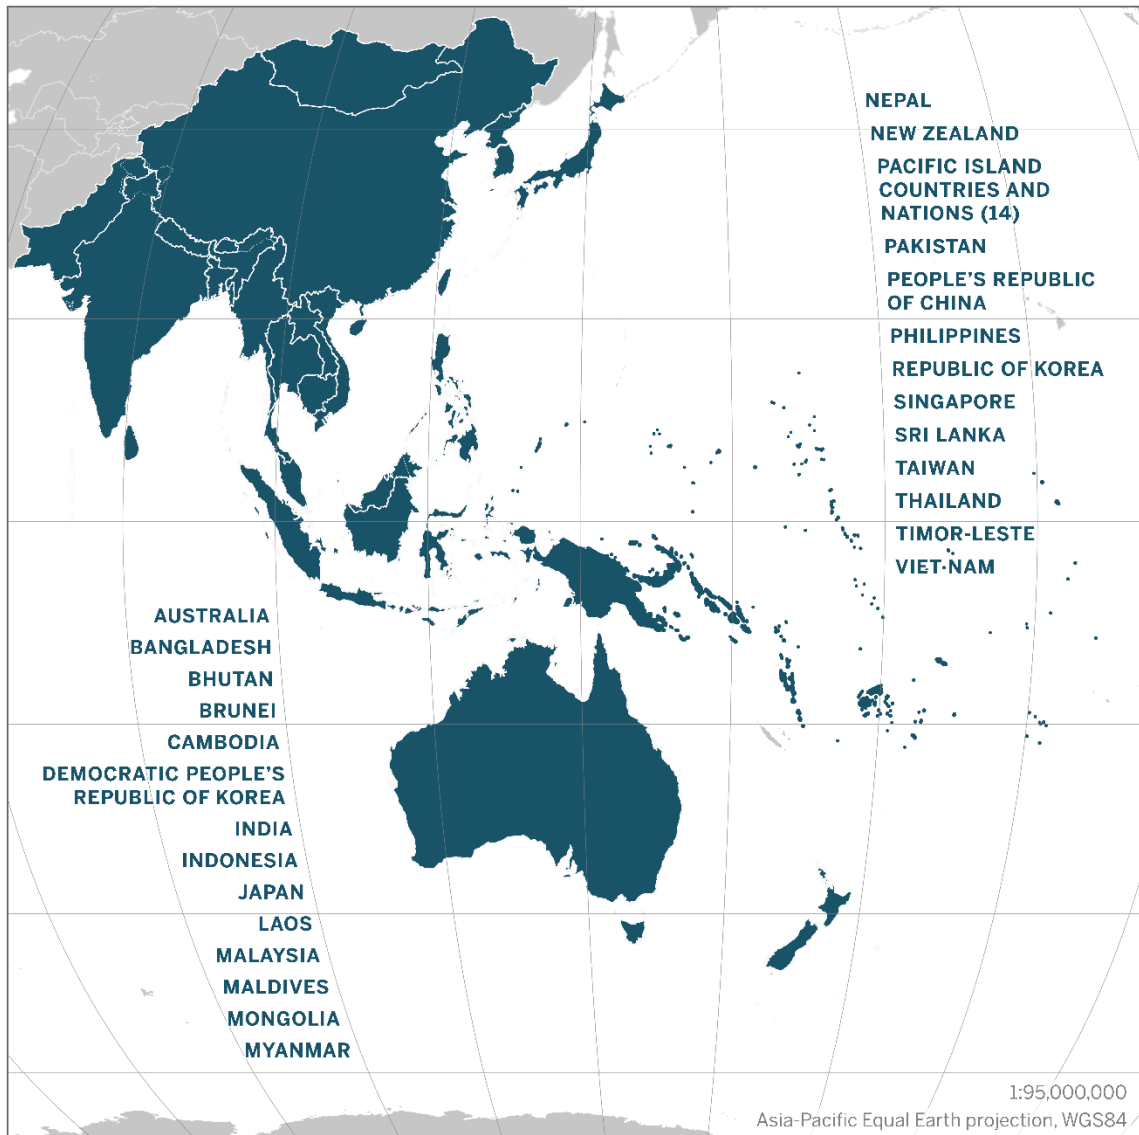 NEPAL
NEW ZEALAND
PACIFIC ISLAND
COUNTRIES AND
NATIONS (14)
PAKISTAN
PEOPLE'S REPUBLIC
OF CHINA
PHILIPPINES
REPUBLIC OF KOREA
SINGAPORE
SRI LANKA
TAIWAN
THAILAND
TIMOR-LESTE
VIET NAM
AUSTRALIA
BANGLADESH
BHUTAN
BRUNEI
CAMBODIA
DEMOCRATIC PEOPLE'S
REPUBLIC OF KOREA
INDIA
INDONESIA
JAPAN
LAOS
MALAYSIA
MALDIVES
MONGOLIA
MYANMAR
1:95,000,000
Asia-Pacific Equal Earth projection, WGS84